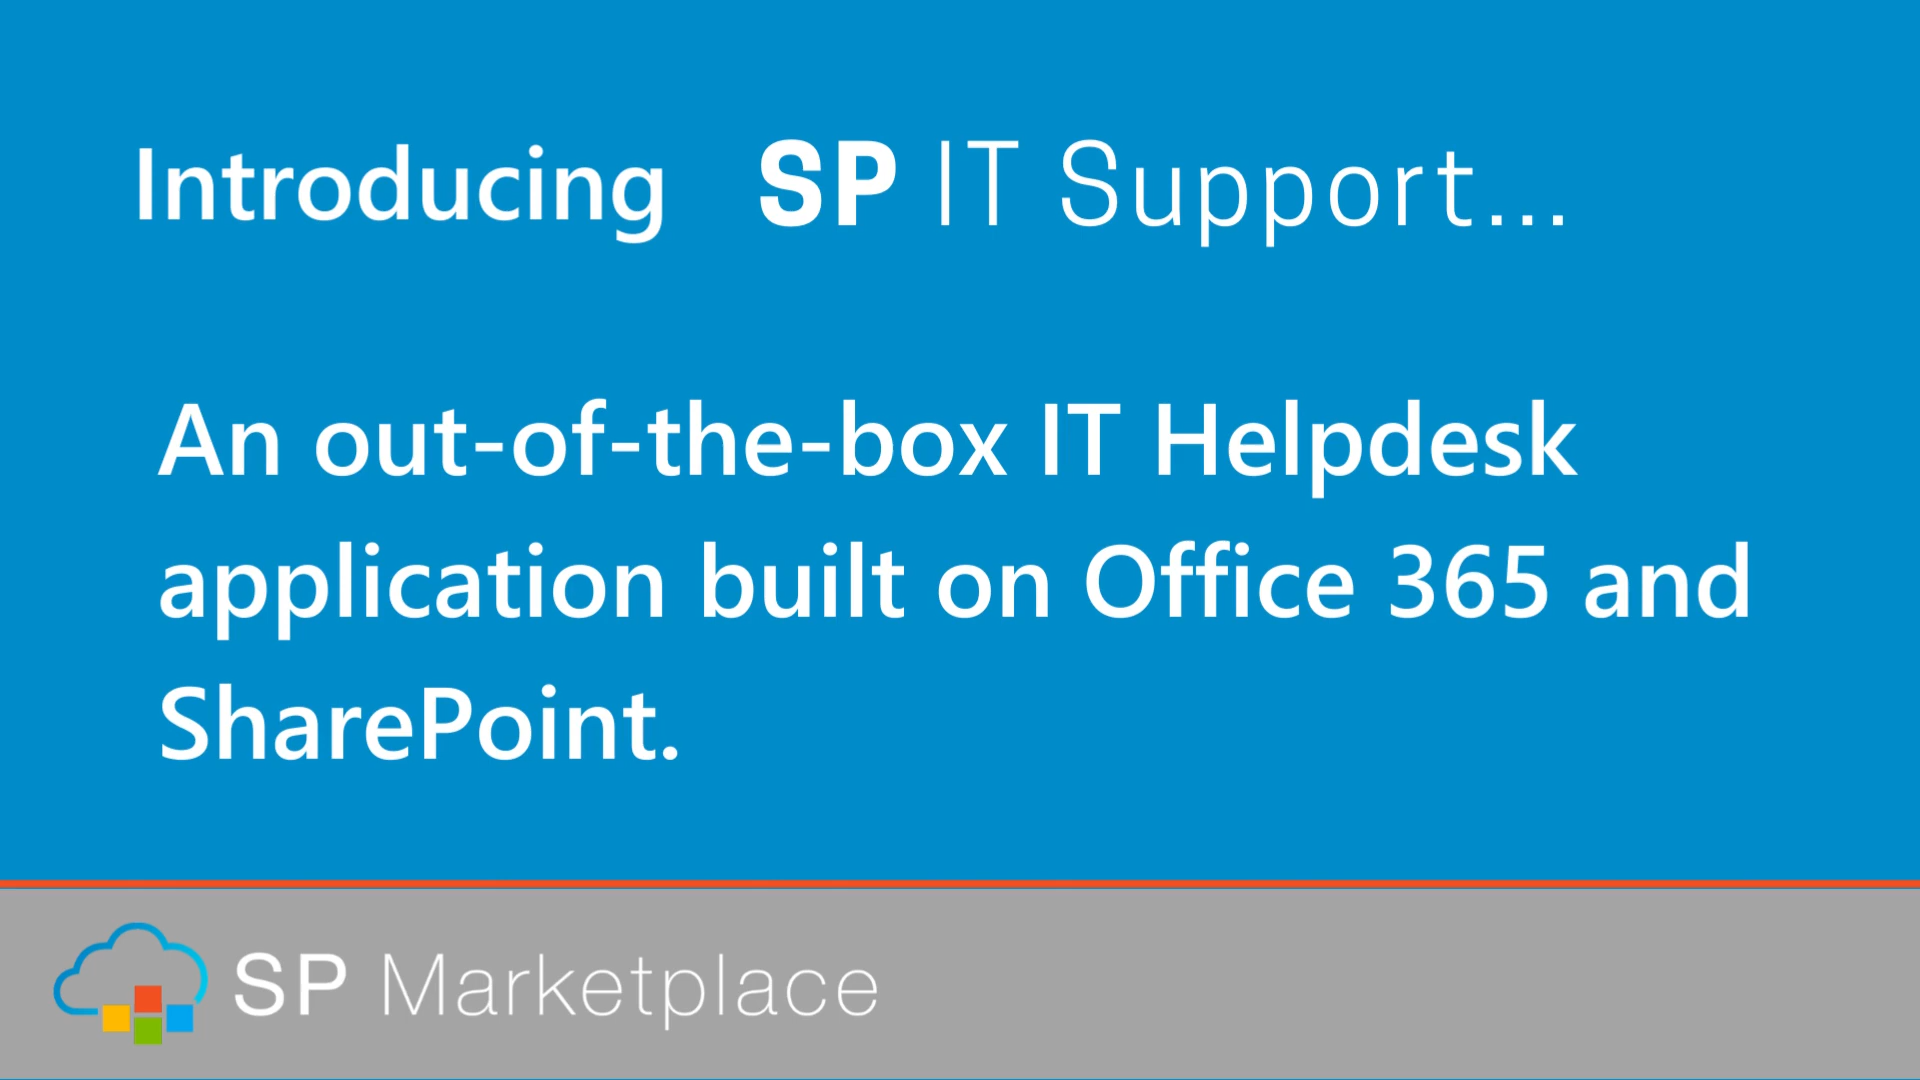 Introducing SP IT Support...
An out-of-the-box IT Helpdesk
application built on Office 365 and
SharePoint.
SP Marketplace